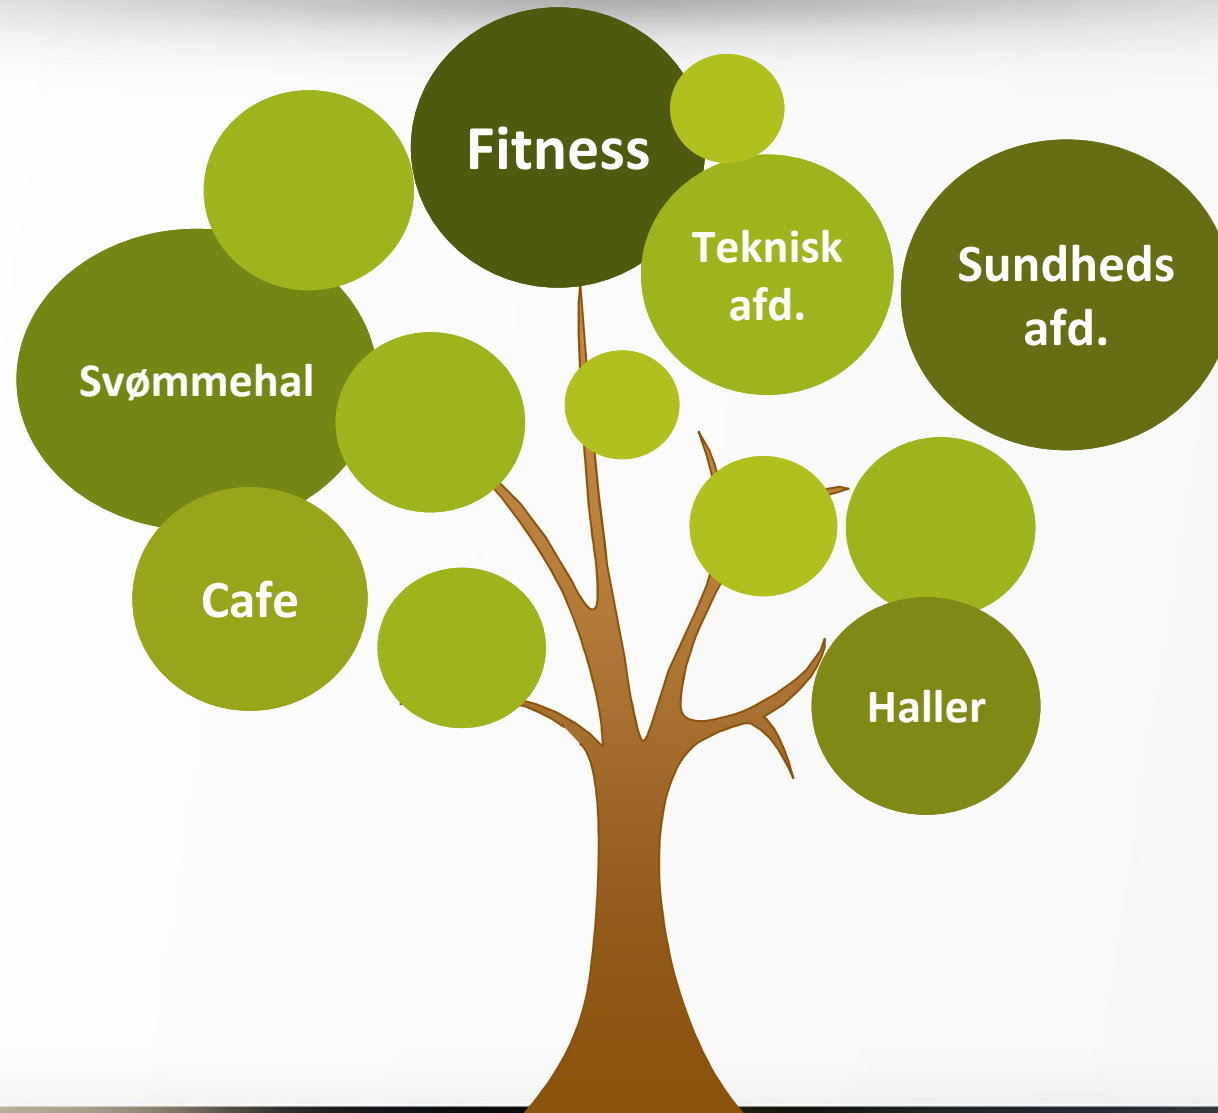 Fitness
Teknisk
afd.
Sundheds
afd.
Svømmehal
Cafe
Haller